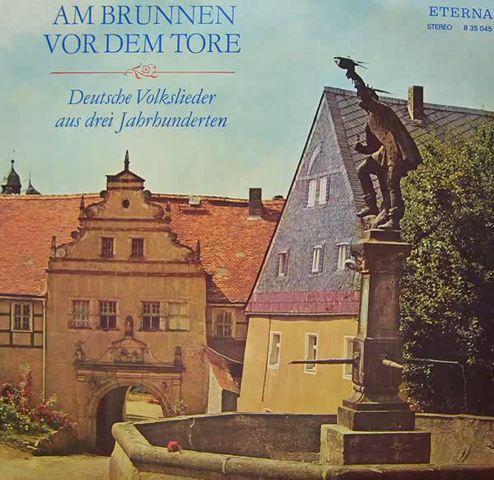 AM BRUNNEN
VOR DEM TORE
Deutsche Volkslieder
aus drei Jahrhunderten
ETERNA
STEREO 8 35 045